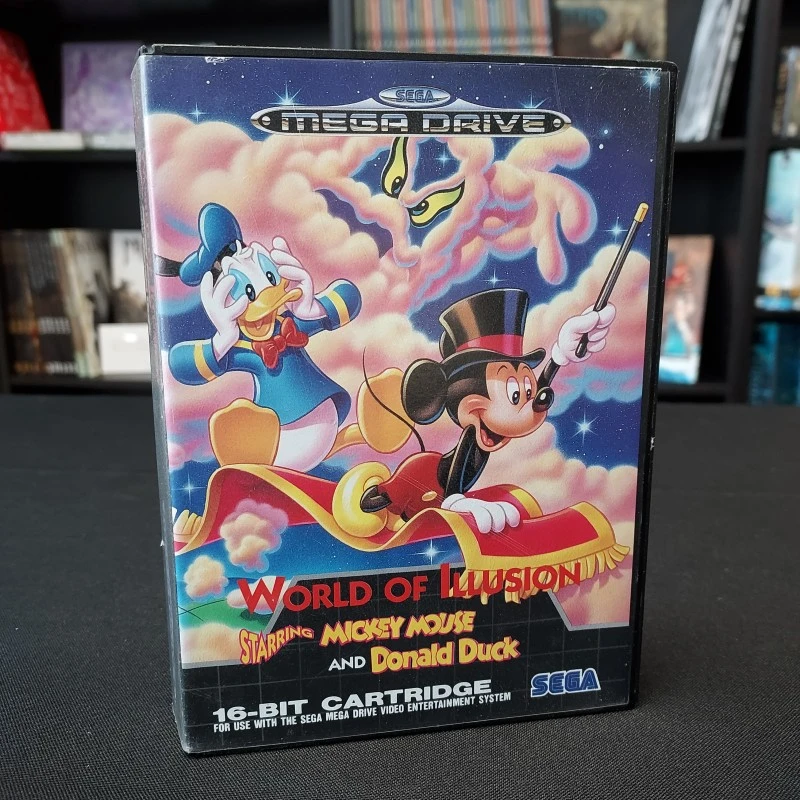 SEGA
MEGA DRIVE
WORLD OF ILLUSION
STARRING MICKEY MOUSE
AND Donald Duck
SEGA
16-BIT CARTRIDGE
FOR USE WITH THE SEGA MEGA DRIVE VIDEO ENTERTAINMENT SYSTEM